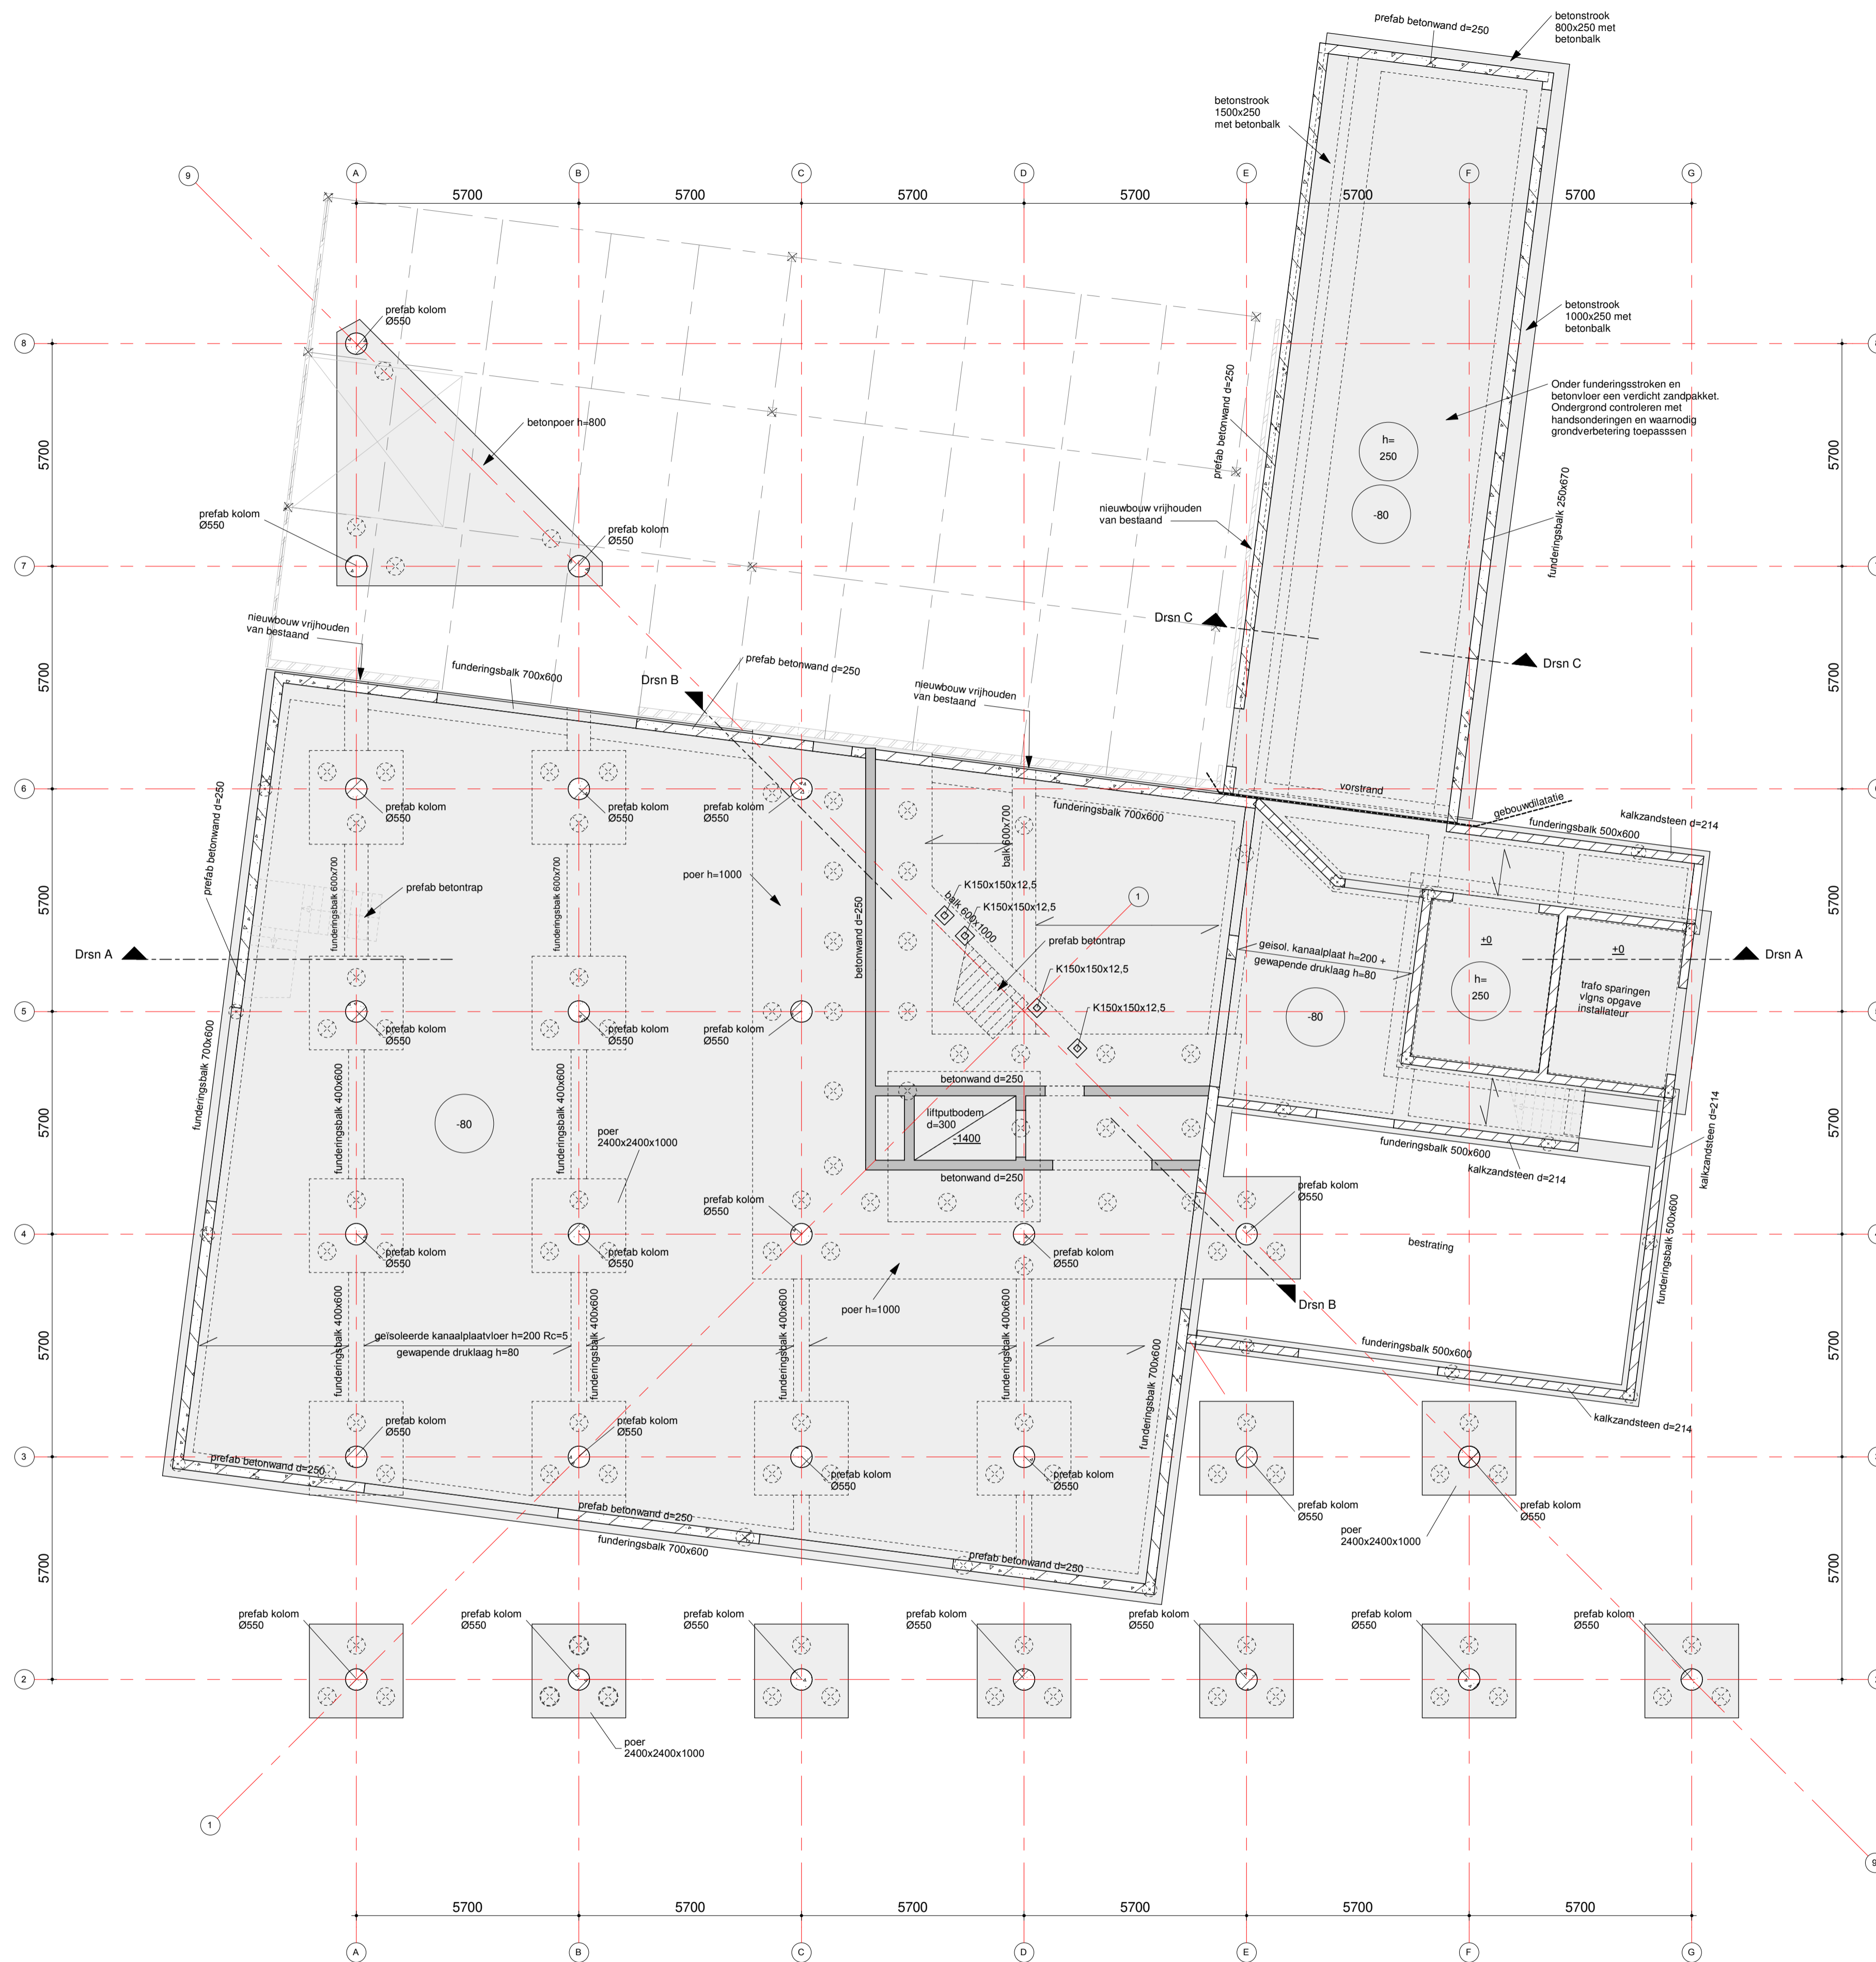 prefab betonwand d=250
betonstrook
800x250 met
betonbalk
betonstrook
1500x250
met betonbalk
9
A
B
C
D
E
F
G
5700
5700
5700
5700
5700
5700
prefab kolom
Ø550
betonstrook
1000x250 met
betonbalk
8
prefab betonwand d=250
Onder funderingsstroken en
betonvloer een verdicht zandpakket.
Ondergrond controleren met
handsonderingen en waarnodig
grondverbetering toepasssen
betonpoer h=800
h=
250
5700
5700
funderingsbalk 250x670
prefab kolom
Ø550
prefab kolom
Ø550
nieuwbouw vrijhouden
van bestaand
-80
7
nieuwbouw vrijhouden
van bestaand
Drsn C
Drsn C
funderingsbalk 700x600
prefab betonwand d=250
Drsn B
nieuwbouw vrijhouden
van bestaand
5700
5700
6
vorstrand
gebouwdilatatie
prefab kolom
Ø550
prefab kolom
Ø550
prefab kolom
Ø550
funderingsbalk 700x600
funderingsbalk 500x600
kalkzandsteen d=214
prefab betonwand d=250
balk 600x700
funderingsbalk 600x700
funderingsbalk 600x700
prefab betontrap
poer h=1000
K150x150x12,5
K150x150x12,5
balk 600x1000
1
5700
5700
betonwand d=250
prefab betontrap
geisol. kanaalplaat h=200 +
gewapende druklaag h=80
+0
+0
Drsn A
Drsn A
K150x150x12,5
h=
250
trafo sparingen
vlgns opgave
installateur
5
prefab kolom
Ø550
prefab kolom
Ø550
prefab kolom
Ø550
K150x150x12,5
-80
funderingsbalk 700x600
funderingsbalk 400x600
funderingsbalk 400x600
betonwand d=250
liftputbodem
d=300
-1400
-80
poer
2400x2400x1000
5700
5700
funderingsbalk 500x600
kalkzandsteen d=214
kalkzandsteen d=214
betonwand d=250
prefab kolom
Ø550
prefab kolom
Ø550
4
prefab kolom
Ø550
prefab kolom
Ø550
prefab kolom
Ø550
bestrating
funderingsbalk 500x600
poer h=1000
Drsn B
geïsoleerde kanaalplaatvloer h=200 Rc=5
gewapende druklaag h=80
funderingsbalk 400x600
funderingsbalk 400x600
funderingsbalk 400x600
funderingsbalk 400x600
funderingsbalk 700x600
funderingsbalk 500x600
5700
5700
kalkzandsteen d=214
3
prefab kolom
Ø550
prefab kolom
Ø550
prefab kolom
Ø550
prefab kolom
Ø550
prefab betonwand d=250
prefab kolom
Ø550
prefab kolom
Ø550
prefab betonwand d=250
funderingsbalk 700x600
prefab betonwand d=250
poer
2400x2400x1000
5700
5700
prefab kolom
Ø550
prefab kolom
Ø550
prefab kolom
Ø550
prefab kolom
Ø550
prefab kolom
Ø550
prefab kolom
Ø550
prefab kolom
Ø550
2
poer
2400x2400x1000
1
9
5700
5700
5700
5700
5700
5700
A
B
C
D
E
F
G